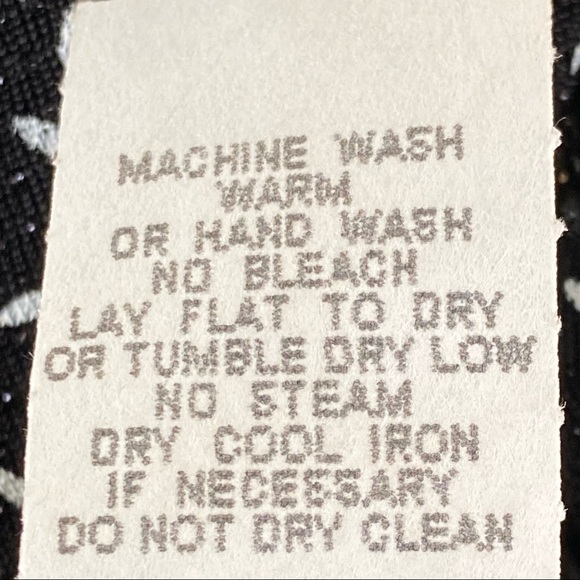 MACHINE WASH
WARM
OR HAND WASH
NO BLEACH
LAY FLAT TO DRY
OR TUMBLE DRY LOW
NO STEAM
DRY COOL IRON
IF NECESSARY
DO NOT DRY CLEAN